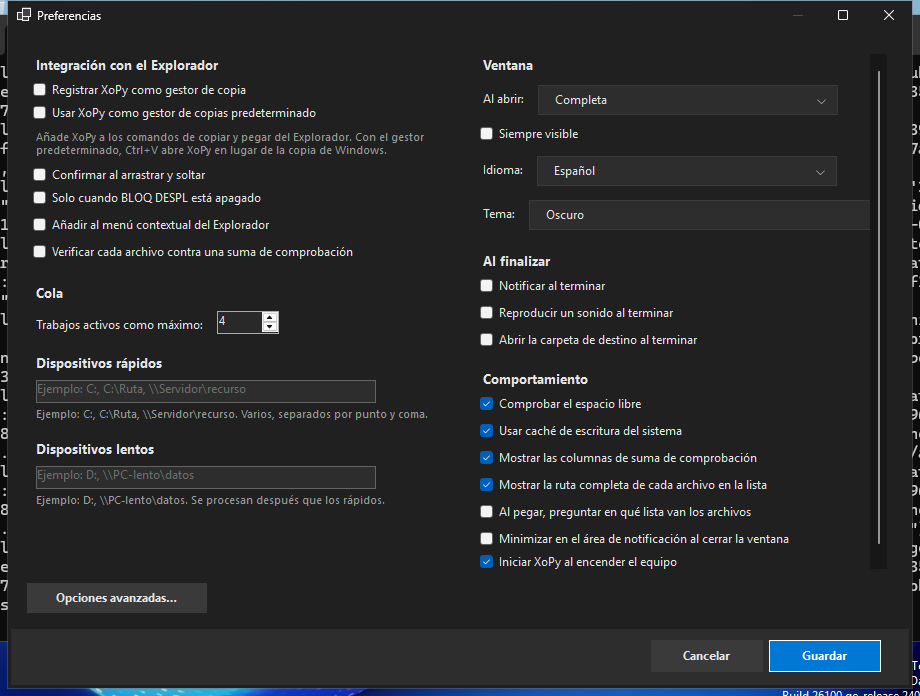 Preferencias
Integración con el Explorador
Registrar XoPy como gestor de copia
Usar XoPy como gestor de copias predeterminado
Añade XoPy a los comandos de copiar y pegar del Explorador. Con el gestor
predeterminado, Ctrl+V abre XoPy en lugar de la copia de Windows.
Confirmar al arrastrar y soltar
Solo cuando BLOQ DESPL está apagado
Añadir al menú contextual del Explorador
Verificar cada archivo contra una suma de comprobación
Cola
Trabajos activos como máximo: 4
Dispositivos rápidos
Ejemplo: C:, C:\Ruta, \\Servidor\recurso
Ejemplo: C:, C:\Ruta, \\Servidor\recurso. Varios, separados por punto y coma.
Dispositivos lentos
Ejemplo: D:, \\PC-lento\datos
Ejemplo: D:, \\PC-lento\datos. Se procesan después que los rápidos.
Opciones avanzadas...
Ventana
Al abrir: Completa
Siempre visible
Idioma: Español
Tema: Oscuro
Al finalizar
Notificar al terminar
Reproducir un sonido al terminar
Abrir la carpeta de destino al terminar
Comportamiento
Comprobar el espacio libre
Usar caché de escritura del sistema
Mostrar las columnas de suma de comprobación
Mostrar la ruta completa de cada archivo en la lista
Al pegar, preguntar en qué lista van los archivos
Minimizar en el área de notificación al cerrar la ventana
Iniciar XoPy al encender el equipo
Cancelar
Guardar